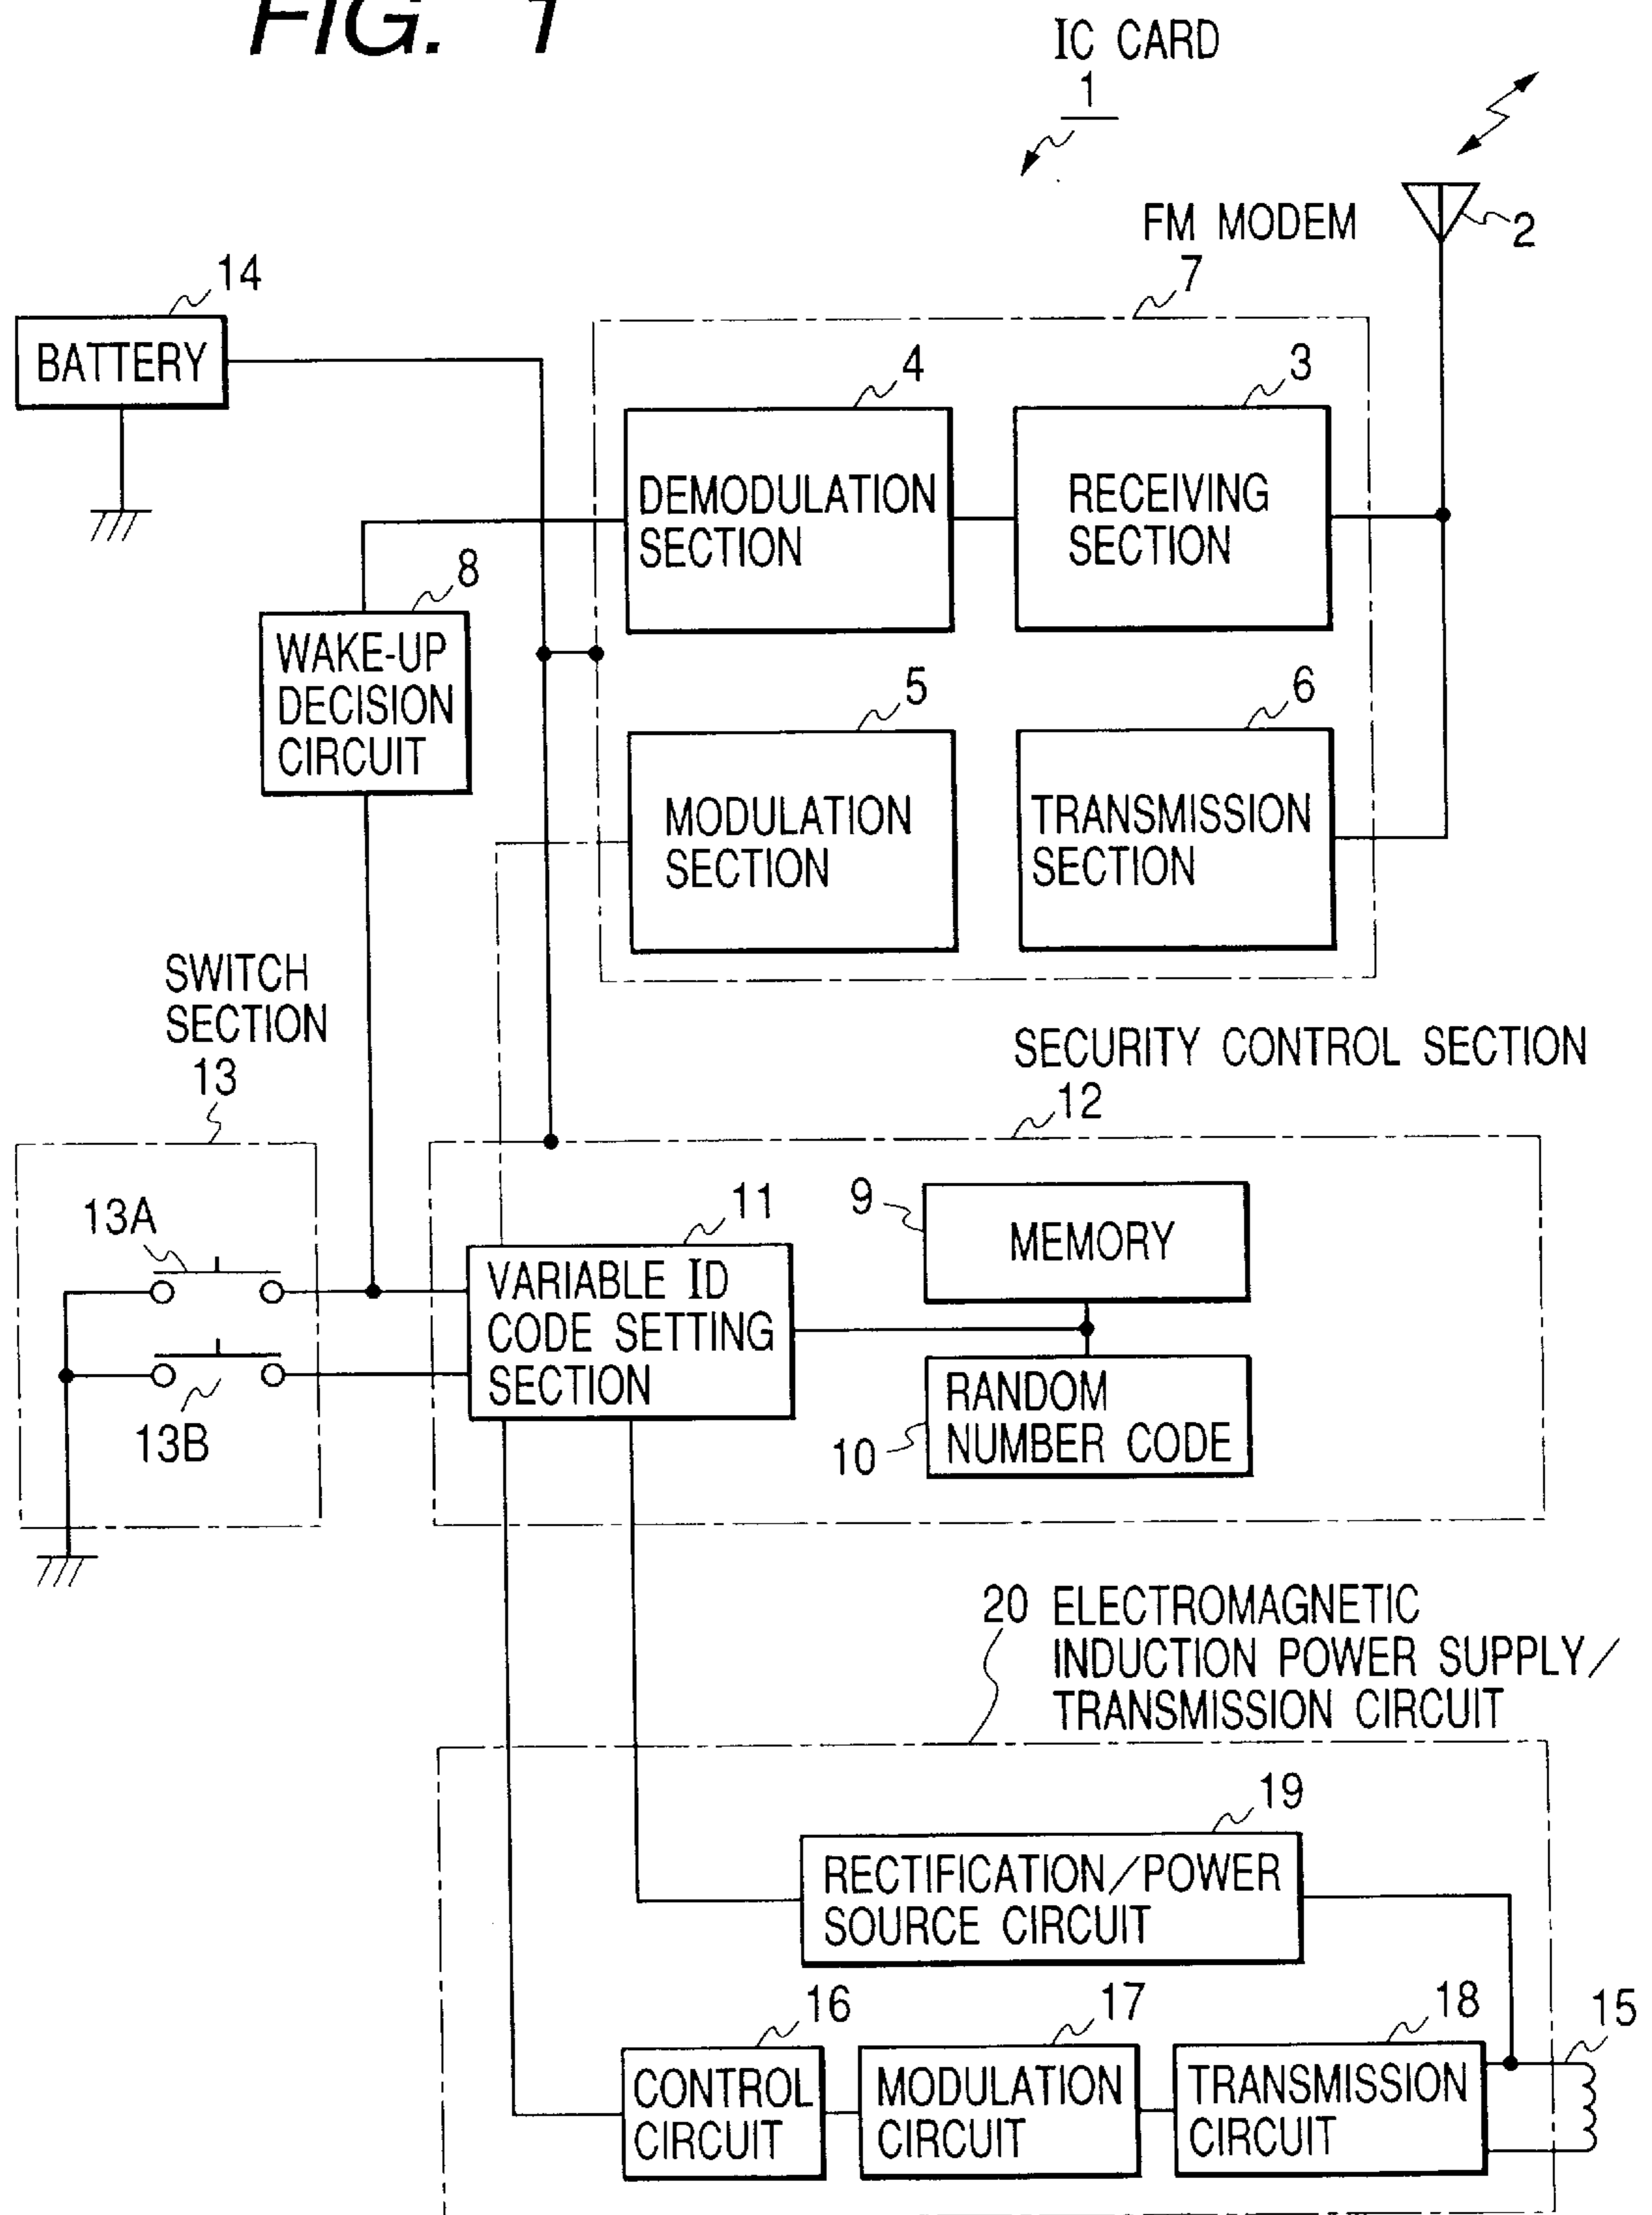 FIG. 1
IC CARD
1
2
FM MODEM
7
14
BATTERY
4
3
DEMODULATION
SECTION
RECEIVING
SECTION
8
WAKE-UP
DECISION
CIRCUIT
5
6
MODULATION
SECTION
TRANSMISSION
SECTION
SWITCH
SECTION
13
SECURITY CONTROL SECTION
12
13A
13B
11
VARIABLE ID
CODE SETTING
SECTION
9
MEMORY
10
RANDOM
NUMBER CODE
20 ELECTROMAGNETIC
INDUCTION POWER SUPPLY/
TRANSMISSION CIRCUIT
19
RECTIFICATION/POWER
SOURCE CIRCUIT
16
17
18
15
CONTROL
CIRCUIT
MODULATION
CIRCUIT
TRANSMISSION
CIRCUIT